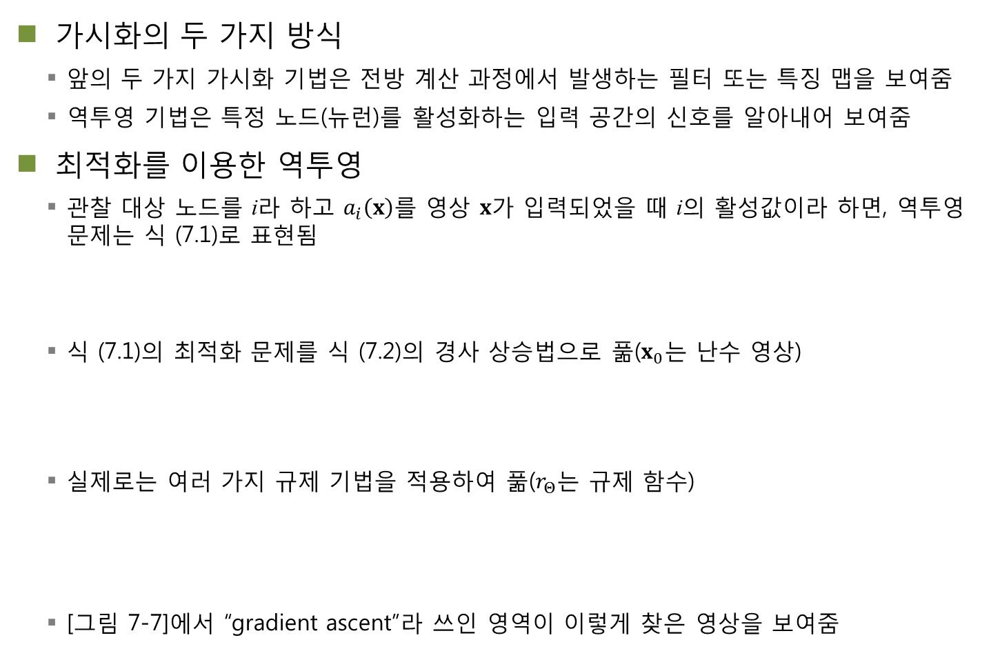 ■ 가시화의 두 가지 방식
▪ 앞의 두 가지 가시화 기법은 전방 계산 과정에서 발생하는 필터 또는 특징 맵을 보여줌
▪ 역투영 기법은 특정 노드(뉴런)를 활성화하는 입력 공간의 신호를 알아내어 보여줌
■ 최적화를 이용한 역투영
▪ 관찰 대상 노드를 i라 하고 aᵢ(𝐱)를 영상 𝐱가 입력되었을 때 i의 활성값이라 하면, 역투영
문제는 식 (7.1)로 표현됨
▪ 식 (7.1)의 최적화 문제를 식 (7.2)의 경사 상승법으로 풂(𝐱₀는 난수 영상)
▪ 실제로는 여러 가지 규제 기법을 적용하여 풂(r_Θ는 규제 함수)
▪ [그림 7-7]에서 “gradient ascent”라 쓰인 영역이 이렇게 찾은 영상을 보여줌